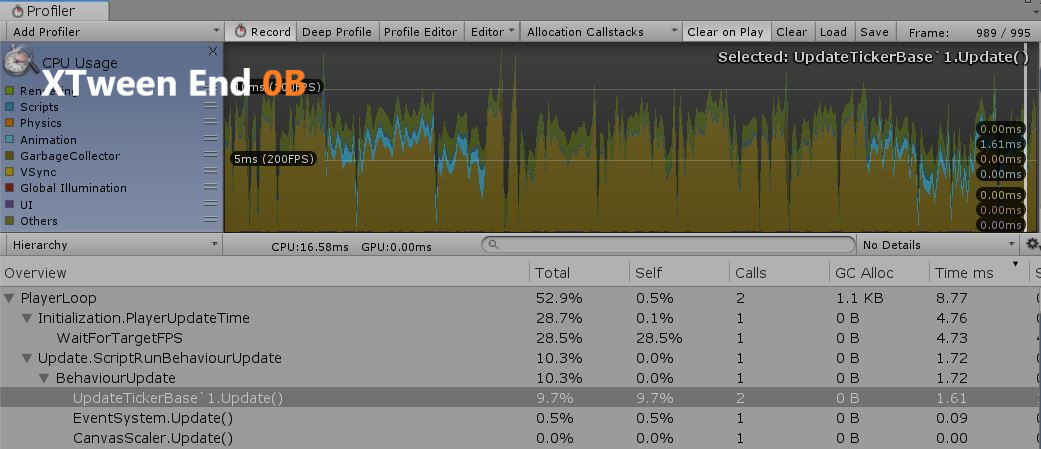 Profiler
Add Profiler Record Deep Profile Profiler Editor Editor Allocation Callstacks Clear on Play Clear Load Save Frame: 989 / 995
CPU Usage X Selected: UpdateTickerBase`1.Update()
XTween End 0B
Scripts
Physics
Animation
GarbageCollector
VSync
Global Illumination
UI
Others
5ms (200FPS)
0.00ms
1.61ms
0.00ms
0.00ms
0.00ms
0.00ms
0.00ms
Hierarchy CPU:16.58ms GPU:0.00ms No Details
Overview Total Self Calls GC Alloc Time ms
PlayerLoop 52.9% 0.5% 2 1.1 KB 8.77
Initialization.PlayerUpdateTime 28.7% 0.1% 1 0 B 4.76
WaitForTargetFPS 28.5% 28.5% 1 0 B 4.73
Update.ScriptRunBehaviourUpdate 10.3% 0.0% 1 0 B 1.72
BehaviourUpdate 10.3% 0.0% 1 0 B 1.72
UpdateTickerBase`1.Update() 9.7% 9.7% 2 0 B 1.61
EventSystem.Update() 0.5% 0.5% 1 0 B 0.09
CanvasScaler.Update() 0.0% 0.0% 1 0 B 0.00